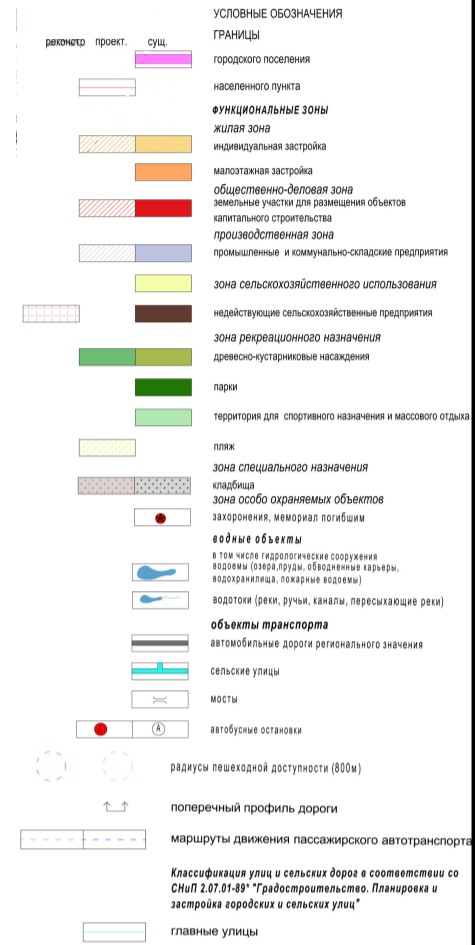 УСЛОВНЫЕ ОБОЗНАЧЕНИЯ
ГРАНИЦЫ
реконстр проект. сущ.
городского поселения
населенного пункта
ФУНКЦИОНАЛЬНЫЕ ЗОНЫ
жилая зона
индивидуальная застройка
малоэтажная застройка
общественно-деловая зона
земельные участки для размещения объектов
капитального строительства
производственная зона
промышленные и коммунально-складские предприятия
зона сельскохозяйственного использования
недействующие сельскохозяйственные предприятия
зона рекреационного назначения
древесно-кустарниковые насаждения
парки
территория для спортивного назначения и массового отдыха
пляж
зона специального назначения
кладбища
зона особо охраняемых объектов
захоронения, мемориал погибшим
водные объекты
в том числе гидрологические сооружения
водоемы (озера,пруды, обводненные карьеры,
водохранилища, пожарные водоемы)
водотоки (реки, ручьи, каналы, пересыхающие реки)
объекты транспорта
автомобильные дороги регионального значения
сельские улицы
мосты
А А автобусные остановки
радиусы пешеходной доступности (800м)
поперечный профиль дороги
маршруты движения пассажирского автотранспорта
Классификация улиц и сельских дорог в соответствии со
СНиП 2.07.01-89* "Градостроительство. Планировка и
застройка городских и сельских улиц"
главные улицы